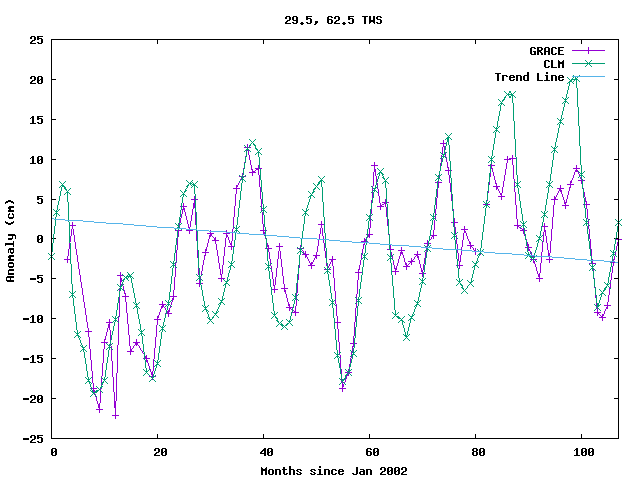 29.5, 62.5 TWS
GRACE
CLM
Trend Line
25
20
15
10
5
0
-5
-10
-15
-20
-25
Anomaly (cm)
0 20 40 60 80 100
Months since Jan 2002